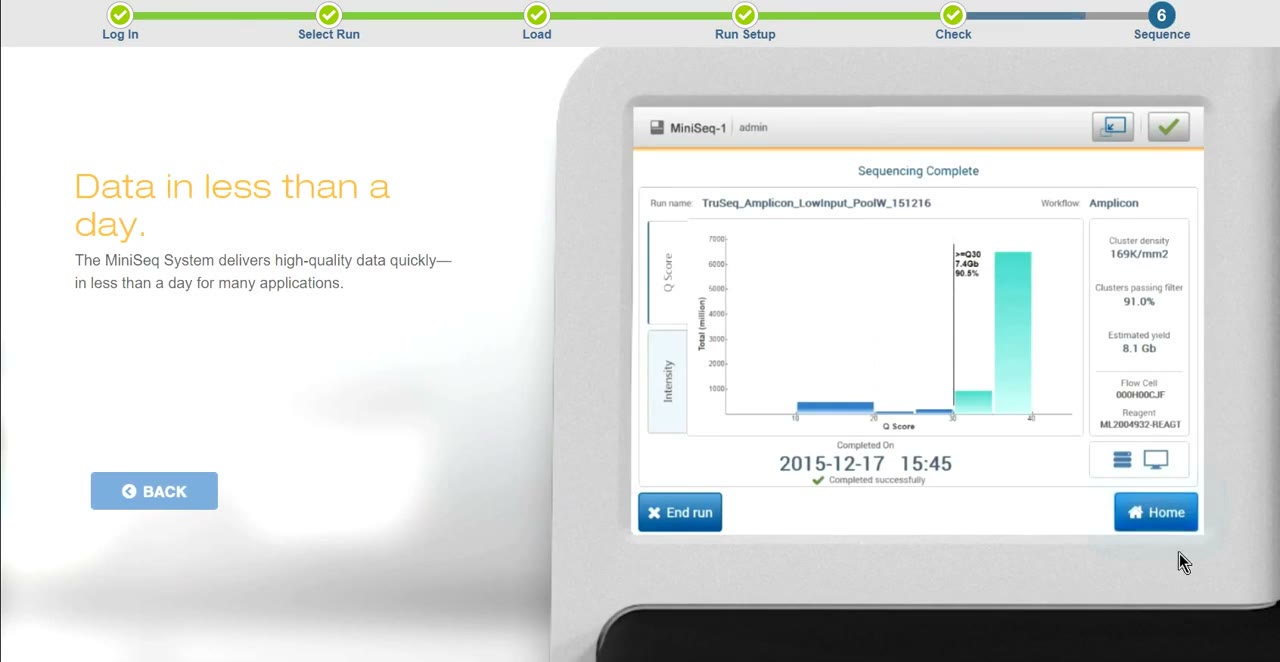 6
Log In
Select Run
Load
Run Setup
Check
Sequence
Data in less than a
day.
The MiniSeq System delivers high-quality data quickly—
in less than a day for many applications.
BACK
MiniSeq-1 admin
Sequencing Complete
Run name: TruSeq_Amplicon_LowInput_PoolW_151216 Workflow: Amplicon
Q Score
Intensity
Total (million)
7000
6000
5000
4000
3000
2000
1000
>=Q30
7.4Gb
90.5%
10 20 30 40
Q Score
Cluster density
169K/mm2
Clusters passing filter
91.0%
Estimated yield
8.1 Gb
Flow Cell
000H00CJF
Reagent
ML2004932-REAGT
Completed On
2015-12-17 15:45
Completed successfully
End run
Home